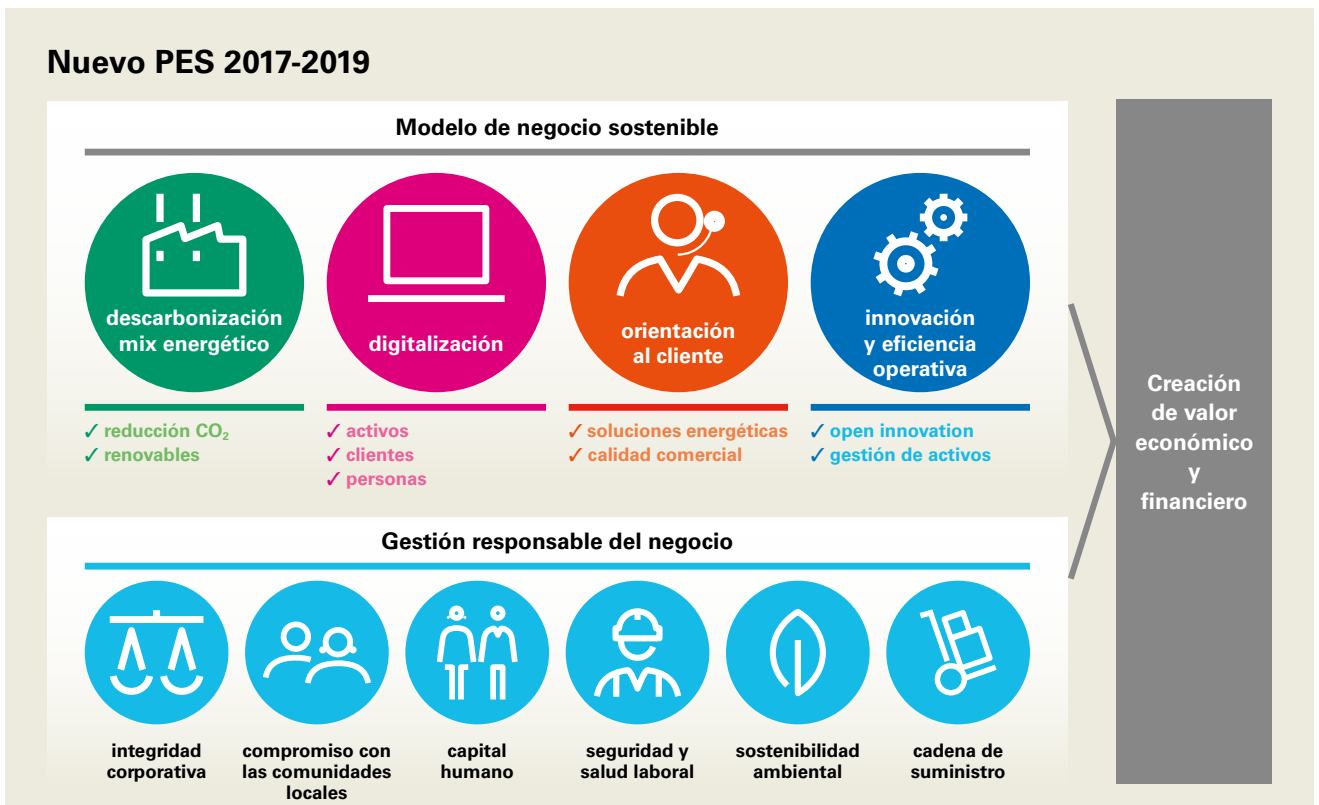 Nuevo PES 2017-2019
Modelo de negocio sostenible
descarbonización
mix energético
digitalización
orientación
al cliente
innovación
y eficiencia
operativa
✓ reducción CO₂
✓ renovables
✓ activos
✓ clientes
✓ personas
✓ soluciones energéticas
✓ calidad comercial
✓ open innovation
✓ gestión de activos
Gestión responsable del negocio
integridad
corporativa
compromiso con
las comunidades
locales
capital
humano
seguridad y
salud laboral
sostenibilidad
ambiental
cadena de
suministro
Creación
de valor
económico
y
financiero